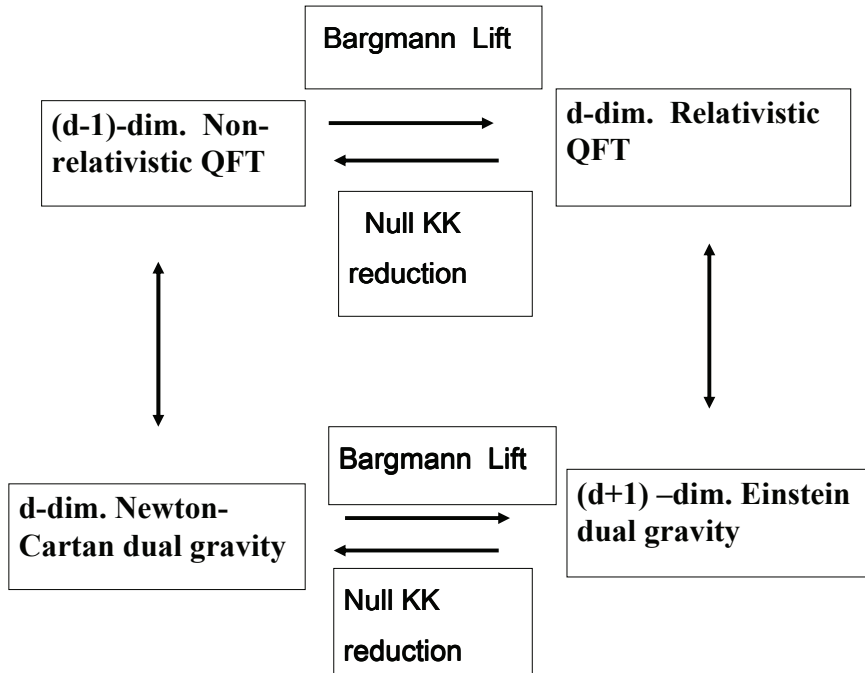 Bargmann Lift
(d-1)-dim. Non-
relativistic QFT
d-dim. Relativistic
QFT
Null KK
reduction
Bargmann Lift
d-dim. Newton-
Cartan dual gravity
(d+1) –dim. Einstein
dual gravity
Null KK
reduction